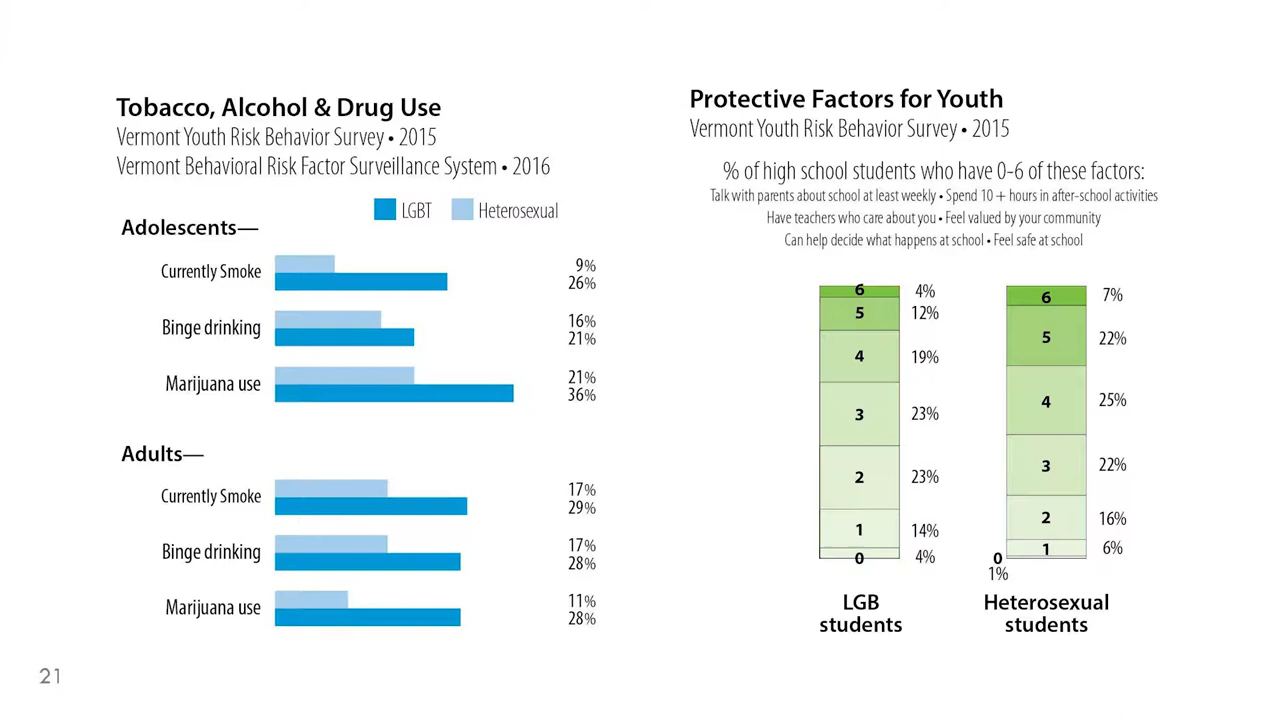 Tobacco, Alcohol & Drug Use
Vermont Youth Risk Behavior Survey • 2015
Vermont Behavioral Risk Factor Surveillance System • 2016
LGBT Heterosexual
Adolescents—
Currently Smoke 9% 26%
Binge drinking 16% 21%
Marijuana use 21% 36%
Adults—
Currently Smoke 17% 29%
Binge drinking 17% 28%
Marijuana use 11% 28%
Protective Factors for Youth
Vermont Youth Risk Behavior Survey • 2015
% of high school students who have 0-6 of these factors:
Talk with parents about school at least weekly • Spend 10 + hours in after-school activities
Have teachers who care about you • Feel valued by your community
Can help decide what happens at school • Feel safe at school
6 4%
5 12%
4 19%
3 23%
2 23%
1 14%
0 4%
LGB
students
6 7%
5 22%
4 25%
3 22%
2 16%
1 6%
0
1%
Heterosexual
students
21